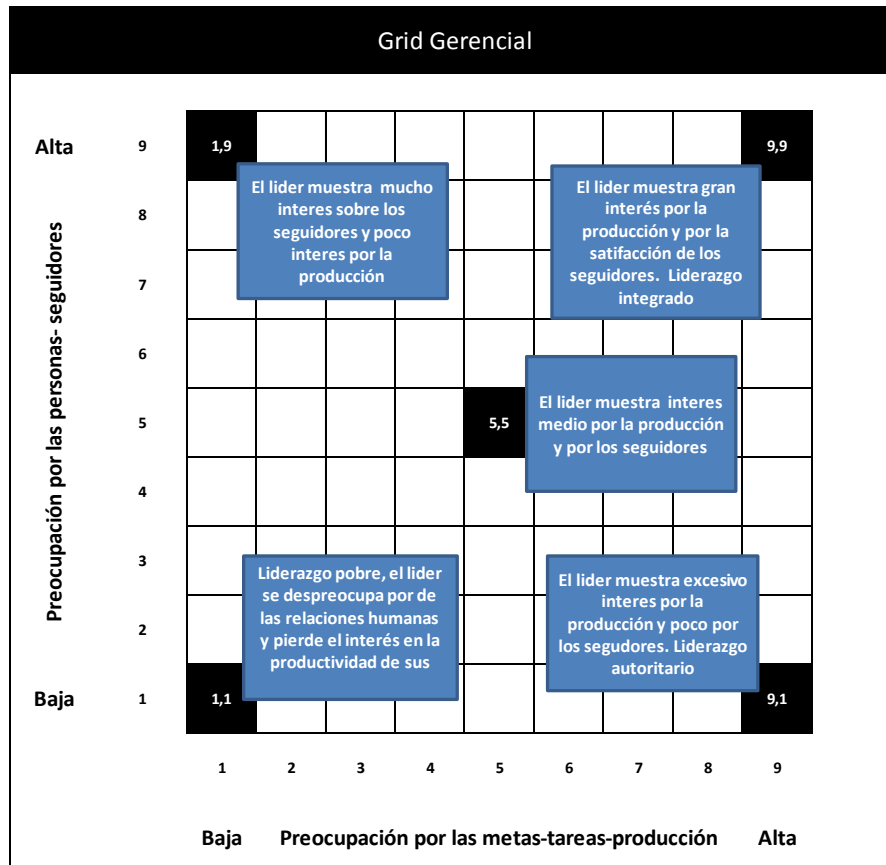 Grid Gerencial
Alta
9
1,9
9,9
El lider muestra mucho
interes sobre los
seguidores y poco
interes por la
producción
El lider muestra gran
interés por la
producción y por la
satifacción de los
seguidores. Liderazgo
integrado
8
7
6
5
5,5
El lider muestra interes
medio por la producción
y por los seguidores
4
3
2
Liderazgo pobre, el lider
se despreocupa por de
las relaciones humanas
y pierde el interés en la
productividad de sus
El lider muestra excesivo
interes por la
producción y poco por
los segudores. Liderazgo
autoritario
Baja
1
1,1
9,1
Preocupación por las personas- seguidores
1 2 3 4 5 6 7 8 9
Baja Preocupación por las metas-tareas-producción Alta